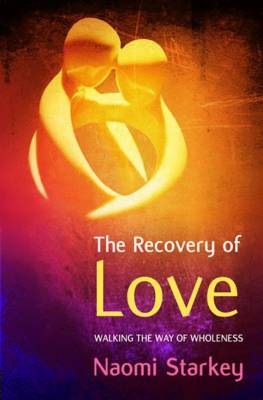 The Recovery of
Love
WALKING THE WAY OF WHOLENESS
Naomi Starkey